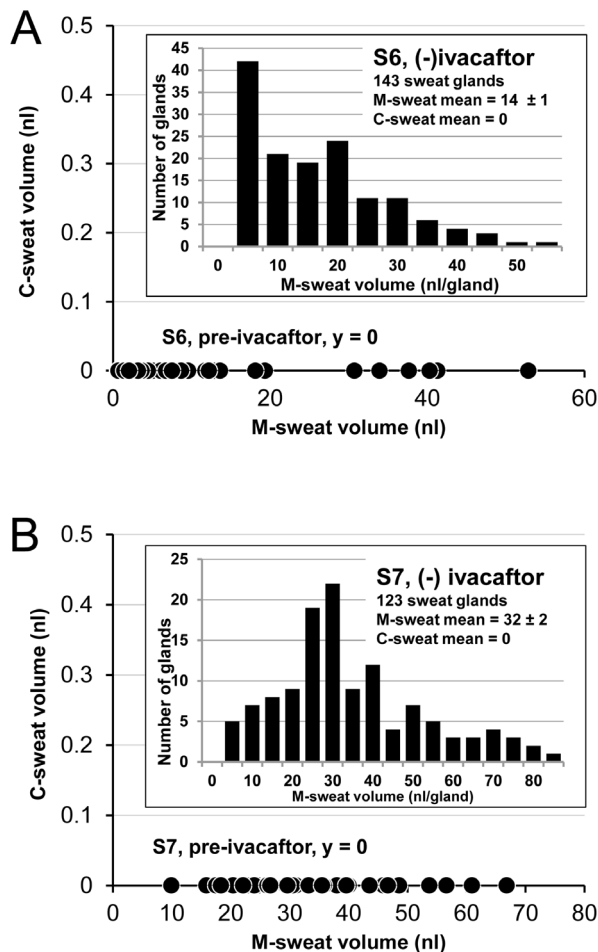 A
0.5
0.4
0.3
0.2
0.1
0
C-sweat volume (nl)
45
40
35
30
25
20
15
10
5
0
Number of glands
S6, (-)ivacaftor
143 sweat glands
M-sweat mean = 14 ± 1
C-sweat mean = 0
0 10 20 30 40 50
M-sweat volume (nl/gland)
S6, pre-ivacaftor, y = 0
0 20 40 60
M-sweat volume (nl)
B
0.5
0.4
0.3
0.2
0.1
0
C-sweat volume (nl)
25
20
15
10
5
0
Number of glands
S7, (-) ivacaftor
123 sweat glands
M-sweat mean = 32 ± 2
C-sweat mean = 0
0 10 20 30 40 50 60 70 80
M-sweat volume (nl/gland)
S7, pre-ivacaftor, y = 0
0 10 20 30 40 50 60 70 80
M-sweat volume (nl)